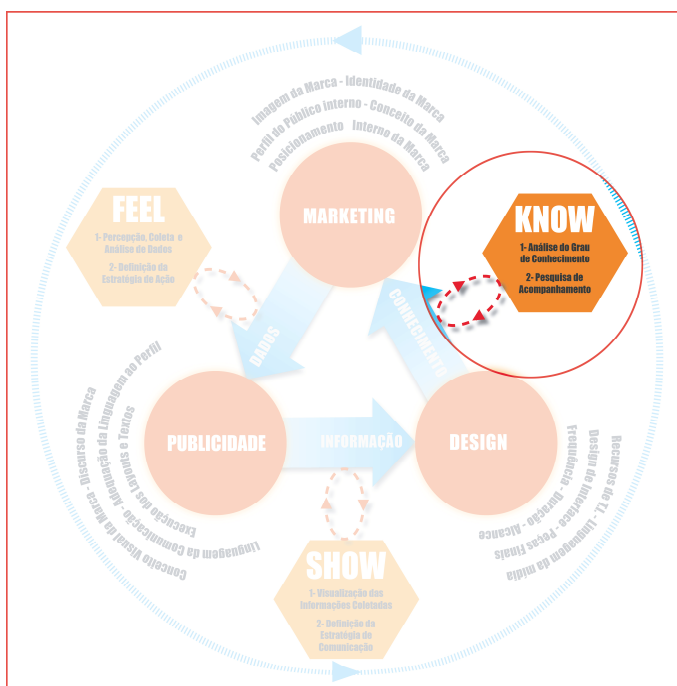 Imagem da Marca - Identidade da Marca
Perfil do Público Interno - Conceito da Marca
Posicionamento Interno da Marca
MARKETING
FEEL
1- Percepção, Coleta e
Análise de Dados
2- Definição da
Estratégia de Ação
KNOW
1- Análise do Grau
de Conhecimento
2- Pesquisa de
Acompanhamento
DADOS
CONHECIMENTO
PUBLICIDADE
INFORMAÇÃO
DESIGN
Conceito Visual da Marca - Discurso da Marca
Linguagem da Comunicação - Adequação da Linguagem ao Perfil
Execução dos Layouts e Textos
Recursos de T.I. - Linguagem da mídia
Design de Interface - Peças Finais
Frequência - Duração - Alcance
SHOW
1- Visualização das
Informações Coletadas
2- Definição da
Estratégia de
Comunicação